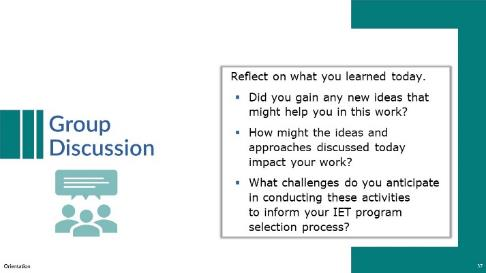 Group
Discussion
Reflect on what you learned today.
▪ Did you gain any new ideas that
might help you in this work?
▪ How might the ideas and
approaches discussed today
impact your work?
▪ What challenges do you anticipate
in conducting these activities
to inform your IET program
selection process?
Orientation
37